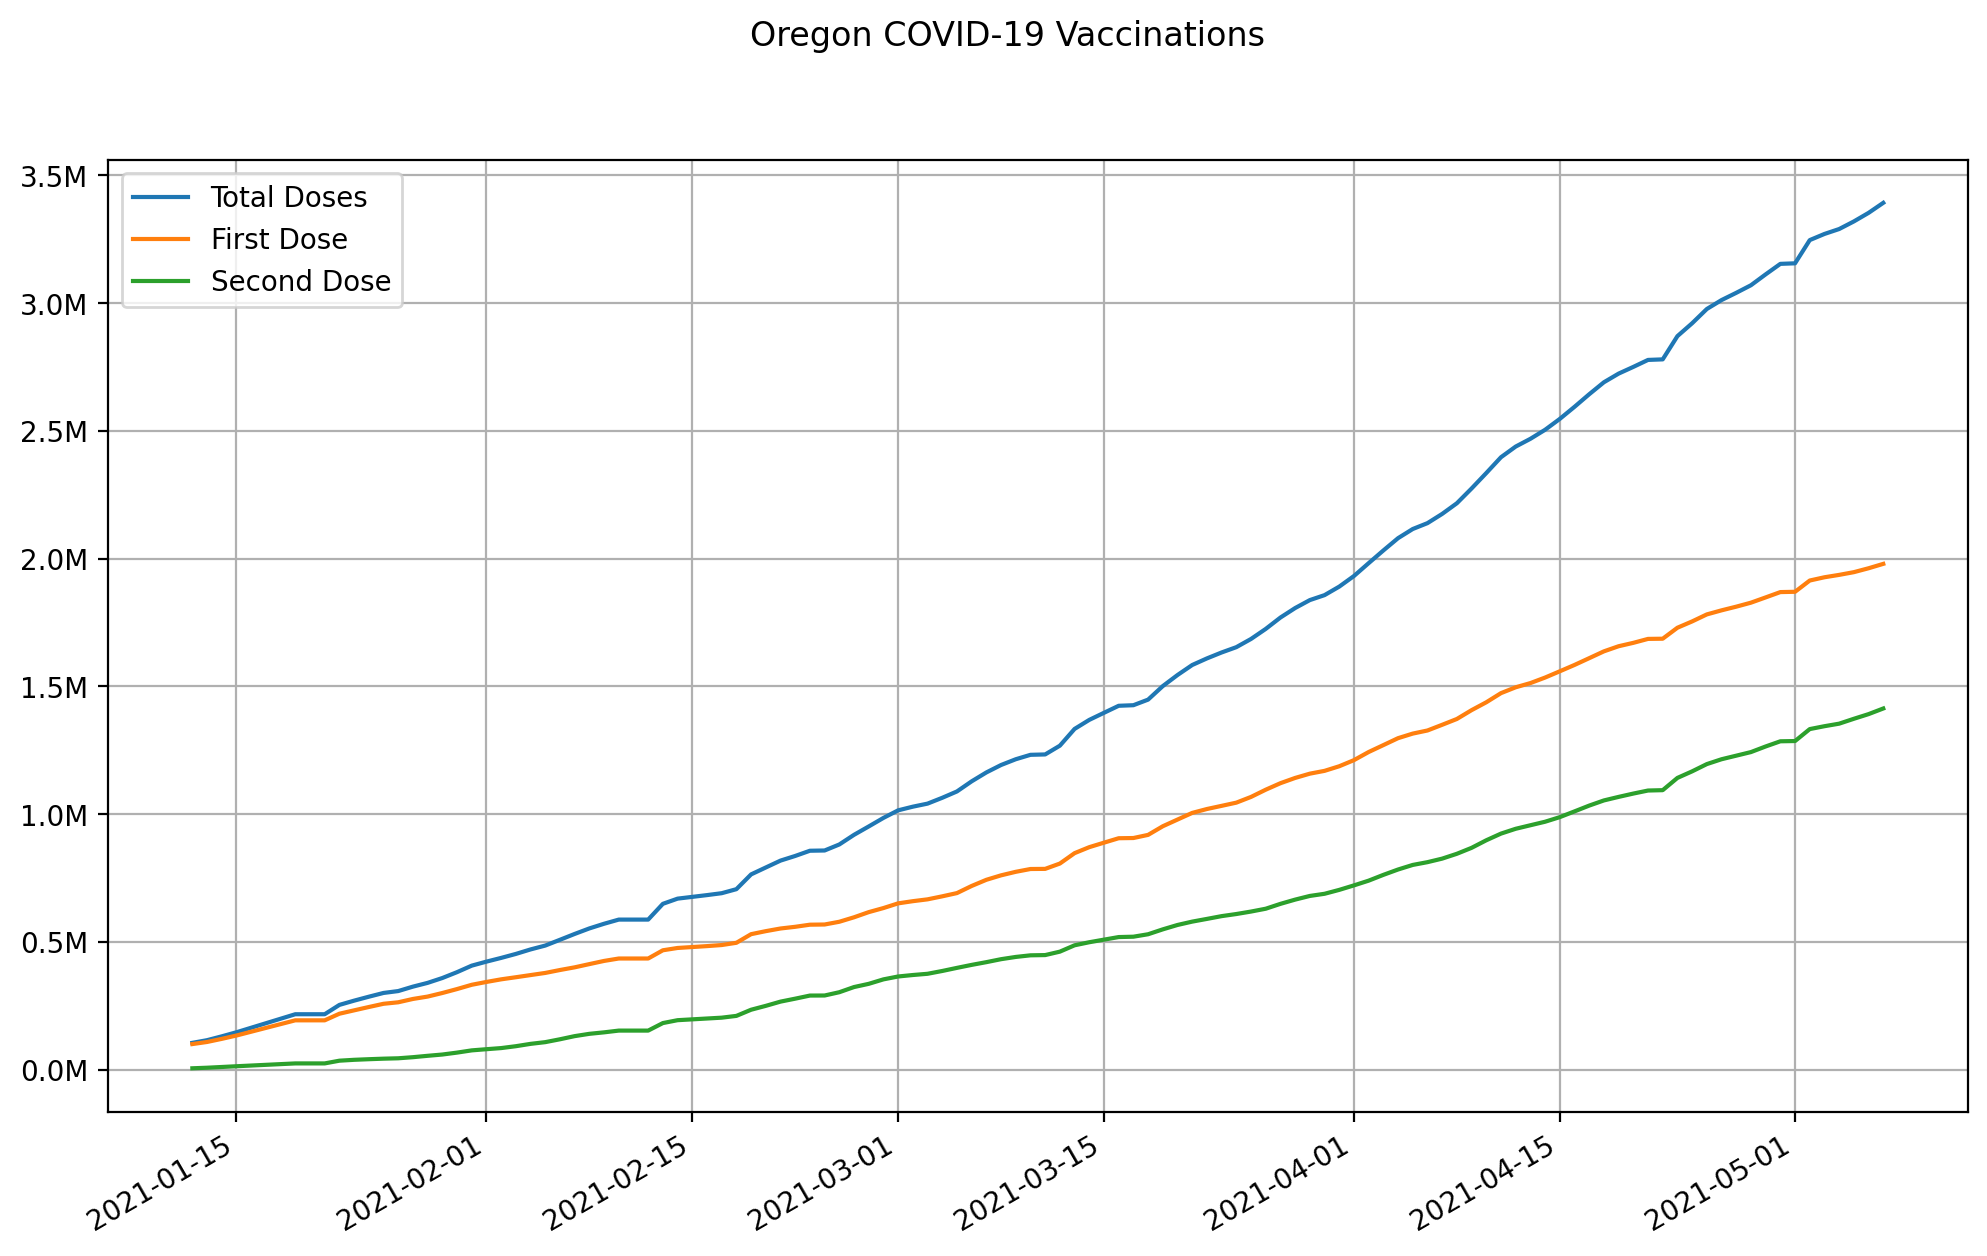 Oregon COVID-19 Vaccinations
3.5M
3.0M
2.5M
2.0M
1.5M
1.0M
0.5M
0.0M
Total Doses
First Dose
Second Dose
2021-01-15
2021-02-01
2021-02-15
2021-03-01
2021-03-15
2021-04-01
2021-04-15
2021-05-01